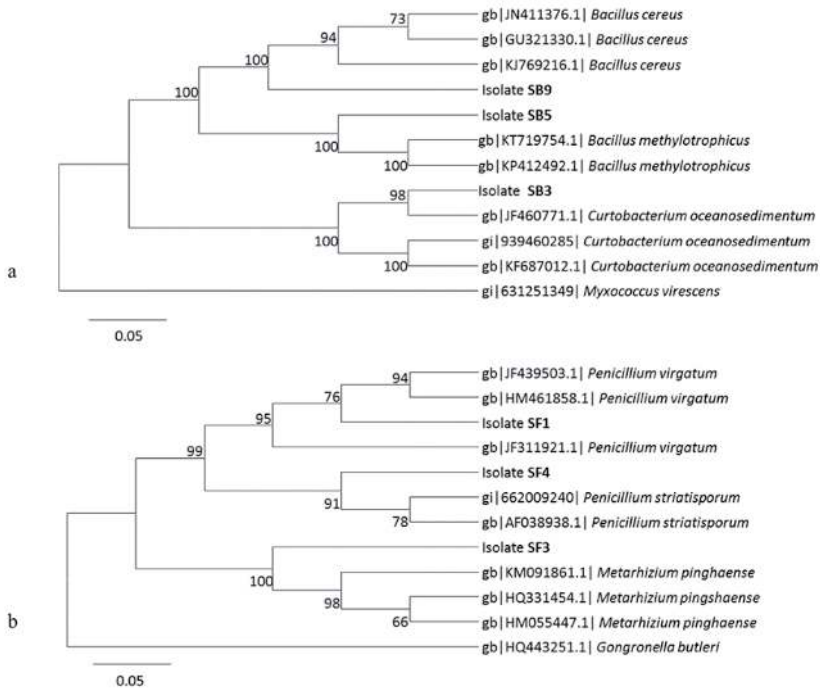 73
gb|JN411376.1| Bacillus cereus
94
gb|GU321330.1| Bacillus cereus
100
gb|KJ769216.1| Bacillus cereus
100
Isolate SB9
Isolate SB5
100
gb|KT719754.1| Bacillus methylotrophicus
100
gb|KP412492.1| Bacillus methylotrophicus
Isolate SB3
98
gb|JF460771.1| Curtobacterium oceanosedimentum
100
gi|939460285| Curtobacterium oceanosedimentum
100
gb|KF687012.1| Curtobacterium oceanosedimentum
a
gi|631251349| Myxococcus virescens
0.05
94
gb|JF439503.1| Penicillium virgatum
76
gb|HM461858.1| Penicillium virgatum
95
Isolate SF1
99
gb|JF311921.1| Penicillium virgatum
Isolate SF4
91
gi|662009240| Penicillium striatisporum
78
gb|AF038938.1| Penicillium striatisporum
Isolate SF3
100
gb|KM091861.1| Metarhizium pinghaense
98
gb|HQ331454.1| Metarhizium pingshaense
66
gb|HM055447.1| Metarhizium pinghaense
b
gb|HQ443251.1| Gongronella butleri
0.05